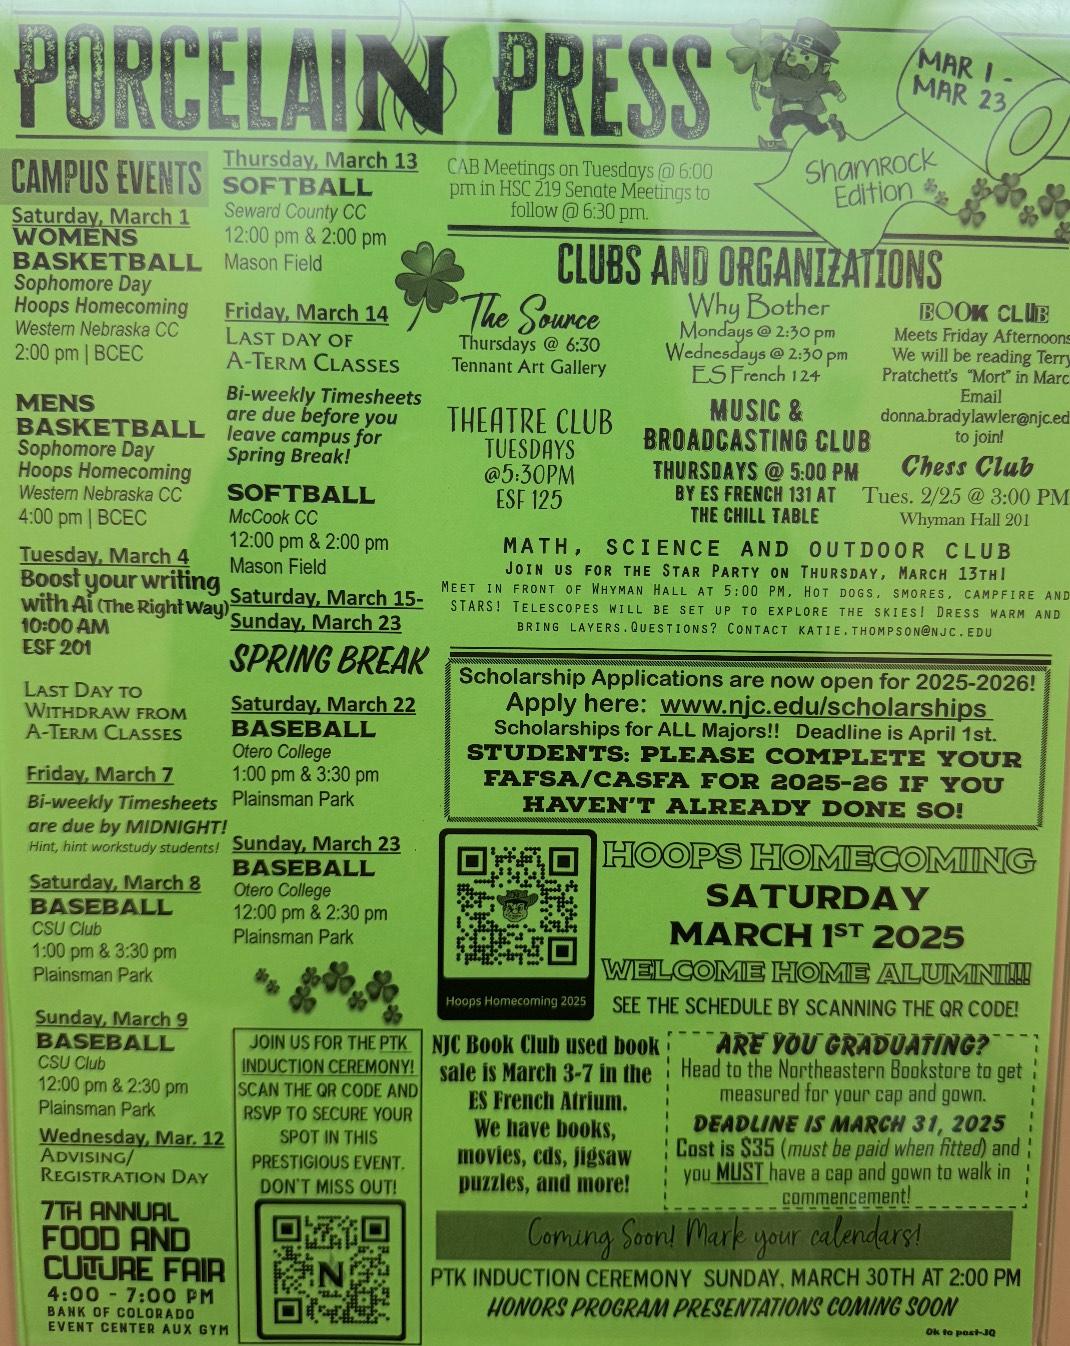 PORCELAIN PRESS
MAR 1 -
MAR 23
Shamrock
Edition
CAMPUS EVENTS
Saturday, March 1
WOMENS
BASKETBALL
Sophomore Day
Hoops Homecoming
Western Nebraska CC
2:00 pm | BCEC
MENS
BASKETBALL
Sophomore Day
Hoops Homecoming
Western Nebraska CC
4:00 pm | BCEC
Tuesday, March 4
Boost your writing
with Ai (The Right Way)
10:00 AM
ESF 201
LAST DAY TO
WITHDRAW FROM
A-TERM CLASSES
Friday, March 7
Bi-weekly Timesheets
are due by MIDNIGHT!
Hint, hint workstudy students!
Saturday, March 8
BASEBALL
CSU Club
1:00 pm & 3:30 pm
Plainsman Park
Sunday, March 9
BASEBALL
CSU Club
12:00 pm & 2:30 pm
Plainsman Park
Wednesday, Mar. 12
ADVISING/
REGISTRATION DAY
7TH ANNUAL
FOOD AND
CULTURE FAIR
4:00 - 7:00 PM
BANK OF COLORADO
EVENT CENTER AUX GYM
Thursday, March 13
SOFTBALL
Seward County CC
12:00 pm & 2:00 pm
Mason Field
Friday, March 14
LAST DAY OF
A-TERM CLASSES
Bi-weekly Timesheets
are due before you
leave campus for
Spring Break!
SOFTBALL
McCook CC
12:00 pm & 2:00 pm
Mason Field
Saturday, March 15-
Sunday, March 23
SPRING BREAK
Saturday, March 22
BASEBALL
Otero College
1:00 pm & 3:30 pm
Plainsman Park
Sunday, March 23
BASEBALL
Otero College
12:00 pm & 2:30 pm
Plainsman Park
JOIN US FOR THE PTK
INDUCTION CEREMONY!
SCAN THE QR CODE AND
RSVP TO SECURE YOUR
SPOT IN THIS
PRESTIGIOUS EVENT.
DON'T MISS OUT!
N
CAB Meetings on Tuesdays @ 6:00
pm in HSC 219 Senate Meetings to
follow @ 6:30 pm.
CLUBS AND ORGANIZATIONS
The Source
Thursdays @ 6:30
Tennant Art Gallery
THEATRE CLUB
TUESDAYS
@5:30PM
ESF 125
Why Bother
Mondays @ 2:30 pm
Wednesdays @ 2:30 pm
ES French 124
MUSIC &
BROADCASTING CLUB
THURSDAYS @ 5:00 PM
BY ES FRENCH 131 AT
THE CHILL TABLE
BOOK CLUB
Meets Friday Afternoons
We will be reading Terry
Pratchett's "Mort" in Marc
Email
donna.bradylawler@njc.ed
to join!
Chess Club
Tues. 2/25 @ 3:00 PM
Whyman Hall 201
MATH, SCIENCE AND OUTDOOR CLUB
JOIN US FOR THE STAR PARTY ON THURSDAY, MARCH 13TH!
MEET IN FRONT OF WHYMAN HALL AT 5:00 PM. HOT DOGS, SMORES, CAMPFIRE AND
STARS! TELESCOPES WILL BE SET UP TO EXPLORE THE SKIES! DRESS WARM AND
BRING LAYERS.QUESTIONS? CONTACT KATIE.THOMPSON@NJC.EDU
Scholarship Applications are now open for 2025-2026!
Apply here: www.njc.edu/scholarships
Scholarships for ALL Majors!! Deadline is April 1st.
STUDENTS: PLEASE COMPLETE YOUR
FAFSA/CASFA FOR 2025-26 IF YOU
HAVEN'T ALREADY DONE SO!
Hoops Homecoming 2025
HOOPS HOMECOMING
SATURDAY
MARCH 1ST 2025
WELCOME HOME ALUMNI!!!
SEE THE SCHEDULE BY SCANNING THE QR CODE!
NJC Book Club used book
sale is March 3-7 in the
ES French Atrium.
We have books,
movies, cds, jigsaw
puzzles, and more!
ARE YOU GRADUATING?
Head to the Northeastern Bookstore to get
measured for your cap and gown.
DEADLINE IS MARCH 31, 2025
Cost is $35 (must be paid when fitted) and
you MUST have a cap and gown to walk in
commencement!
Coming Soon! Mark your calendars!
PTK INDUCTION CEREMONY SUNDAY, MARCH 30TH AT 2:00 PM
HONORS PROGRAM PRESENTATIONS COMING SOON
Ok to post-JQ